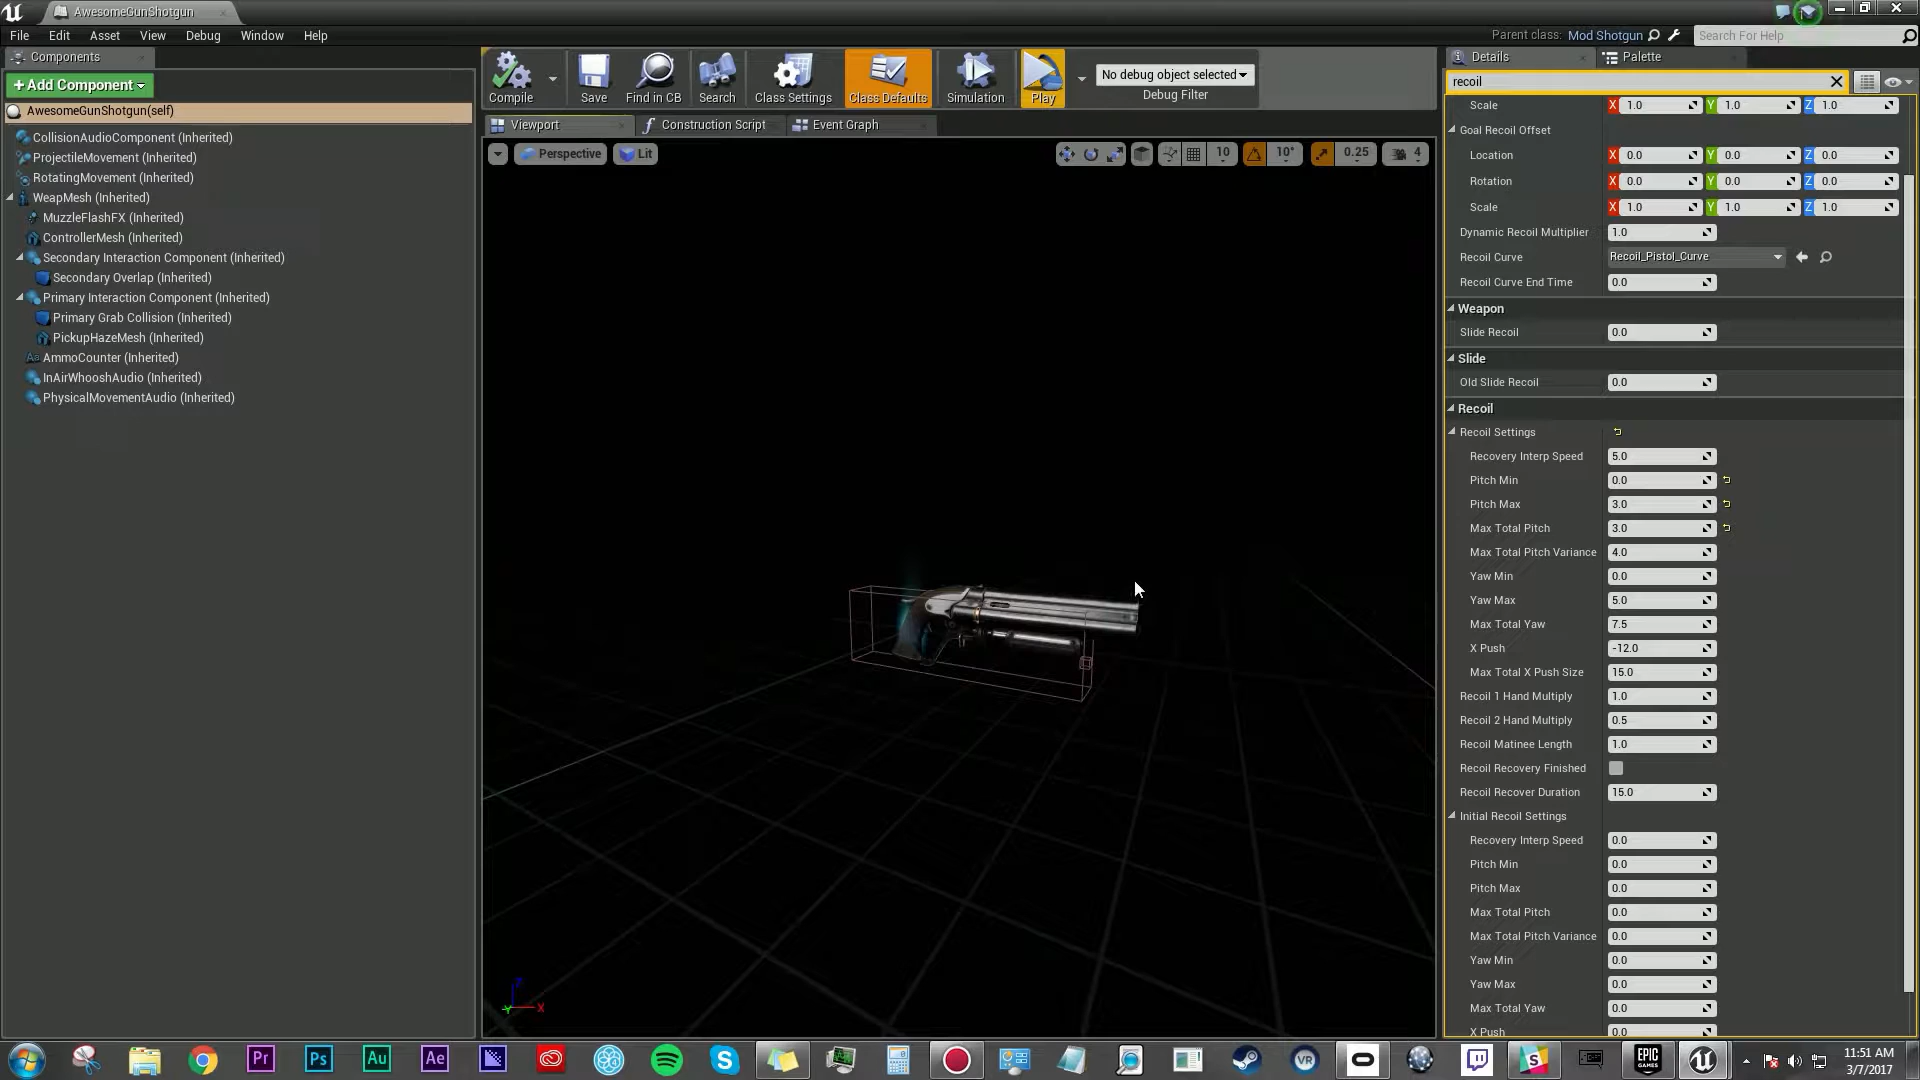 AwesomeGunShotgun
File Edit Asset View Debug Window Help
Parent class: Mod Shotgun
Search For Help
Components
+Add Component
AwesomeGunShotgun(self)
CollisionAudioComponent (Inherited)
ProjectileMovement (Inherited)
RotatingMovement (Inherited)
WeapMesh (Inherited)
MuzzleFlashFX (Inherited)
ControllerMesh (Inherited)
Secondary Interaction Component (Inherited)
Secondary Overlap (Inherited)
Primary Interaction Component (Inherited)
Primary Grab Collision (Inherited)
PickupHazeMesh (Inherited)
AmmoCounter (Inherited)
InAirWhooshAudio (Inherited)
PhysicalMovementAudio (Inherited)
Compile Save Find in CB Search Class Settings Class Defaults Simulation Play
No debug object selected
Debug Filter
Viewport Construction Script Event Graph
Perspective Lit
10 10° 0.25 4
Z
Y X
Details Palette
recoil
Scale X 1.0 Y 1.0 Z 1.0
Goal Recoil Offset
Location X 0.0 Y 0.0 Z 0.0
Rotation X 0.0 Y 0.0 Z 0.0
Scale X 1.0 Y 1.0 Z 1.0
Dynamic Recoil Multiplier 1.0
Recoil Curve Recoil_Pistol_Curve
Recoil Curve End Time 0.0
Weapon
Slide Recoil 0.0
Slide
Old Slide Recoil 0.0
Recoil
Recoil Settings
Recovery Interp Speed 5.0
Pitch Min 0.0
Pitch Max 3.0
Max Total Pitch 3.0
Max Total Pitch Variance 4.0
Yaw Min 0.0
Yaw Max 5.0
Max Total Yaw 7.5
X Push -12.0
Max Total X Push Size 15.0
Recoil 1 Hand Multiply 1.0
Recoil 2 Hand Multiply 0.5
Recoil Matinee Length 1.0
Recoil Recovery Finished
Recoil Recover Duration 15.0
Initial Recoil Settings
Recovery Interp Speed 0.0
Pitch Min 0.0
Pitch Max 0.0
Max Total Pitch 0.0
Max Total Pitch Variance 0.0
Yaw Min 0.0
Yaw Max 0.0
Max Total Yaw 0.0
X Push 0.0
Pr Ps Au Ae VR EPIC GAMES
11:51 AM
3/7/2017